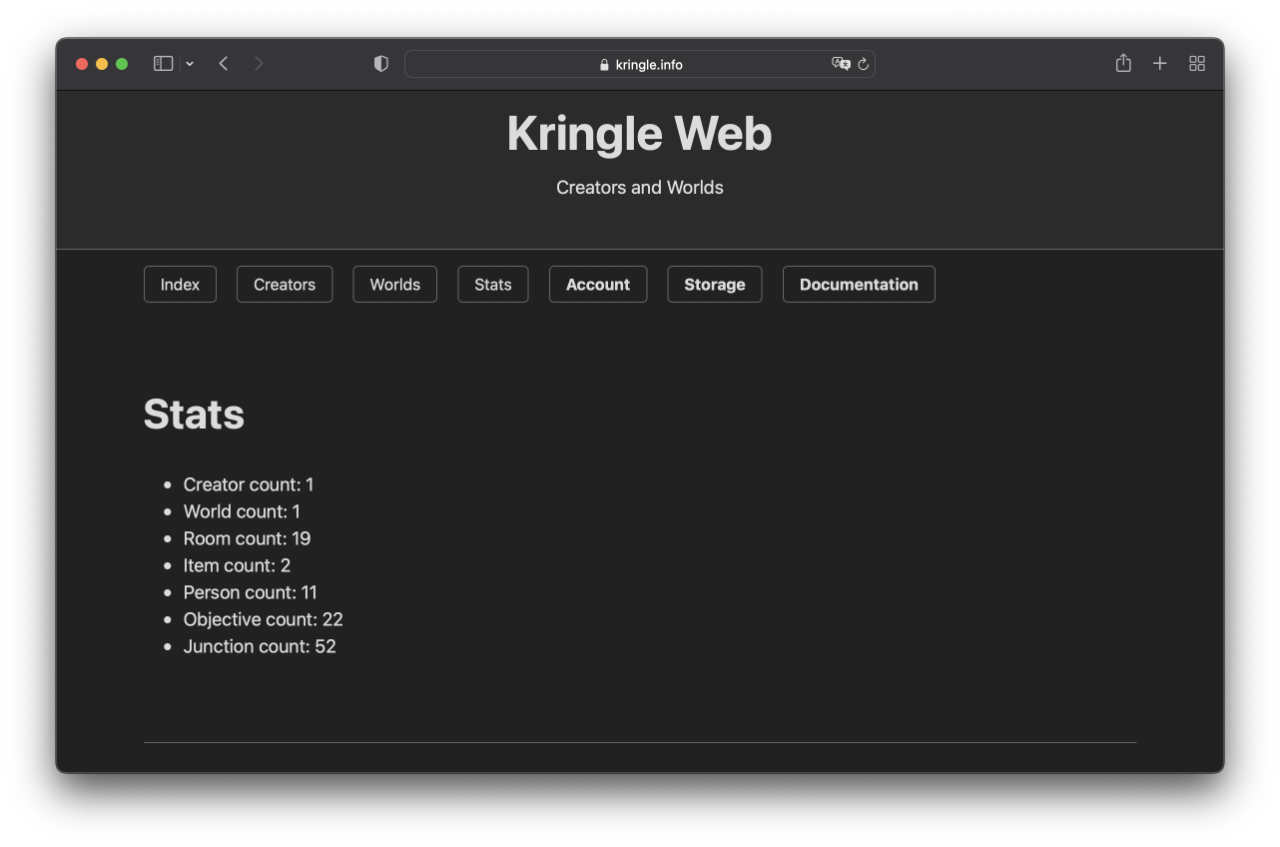 kringle.info
Kringle Web
Creators and Worlds
Index Creators Worlds Stats Account Storage Documentation
Stats
Creator count: 1
World count: 1
Room count: 19
Item count: 2
Person count: 11
Objective count: 22
Junction count: 52